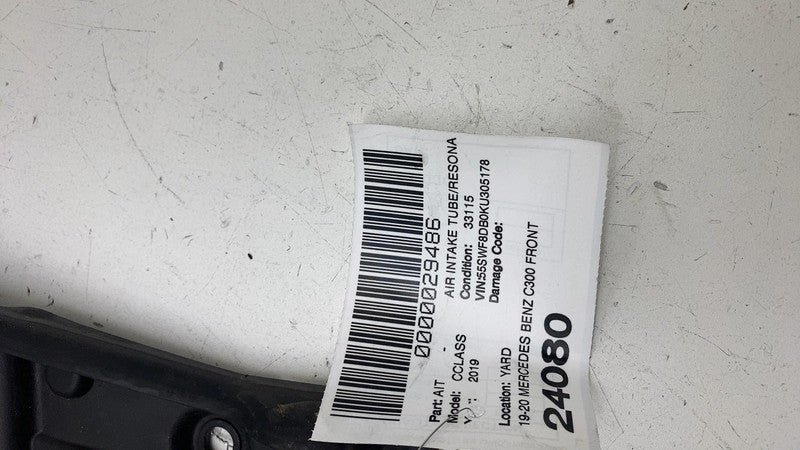 0000029486
Part: AIT - AIR INTAKE TUBE/RESONA
Model: CCLASS Condition: 33115
2019 VIN:55SWF8DB0KU305178
Damage Code:
Location: YARD
19-20 MERCEDES BENZ C300 FRONT
24080